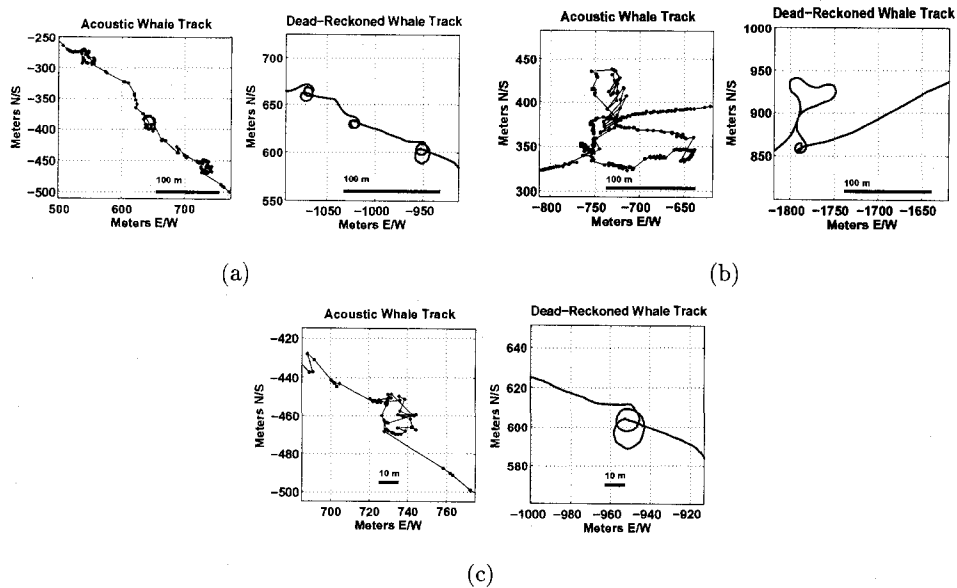 Acoustic Whale Track
Dead-Reckoned Whale Track
Meters N/S
-250
-300
-350
-400
-450
-500
100 m
500
600
700
Meters E/W
Meters N/S
700
650
600
550
100 m
-1050
-1000
-950
Meters E/W
(a)
Acoustic Whale Track
Dead-Reckoned Whale Track
Meters N/S
450
400
350
300
100 m
-800
-750
-700
-650
Meters E/W
Meters N/S
1000
950
900
850
100 m
-1800
-1750
-1700
-1650
Meters E/W
(b)
Acoustic Whale Track
Dead-Reckoned Whale Track
Meters N/S
-420
-440
-460
-480
-500
10 m
700
720
740
760
Meters E/W
Meters N/S
640
620
600
580
10 m
-1000
-980
-960
-940
-920
Meters E/W
(c)